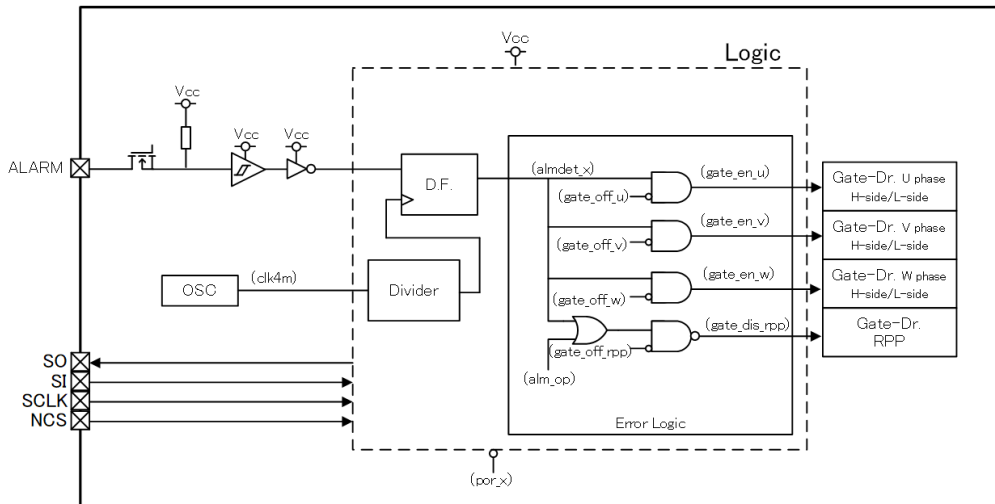 Vcc
Logic
Vcc
Vcc
Vcc
ALARM
D.F.
(almdet_x)
(gate_off_u)
(gate_en_u)
Gate-Dr. U phase
H-side/L-side
(gate_off_v)
(gate_en_v)
Gate-Dr. V phase
H-side/L-side
OSC
(clk4m)
Divider
(gate_off_w)
(gate_en_w)
Gate-Dr. W phase
H-side/L-side
(gate_off_rpp)
(gate_dis_rpp)
Gate-Dr.
RPP
(alm_op)
SO
SI
SCLK
NCS
Error Logic
(por_x)